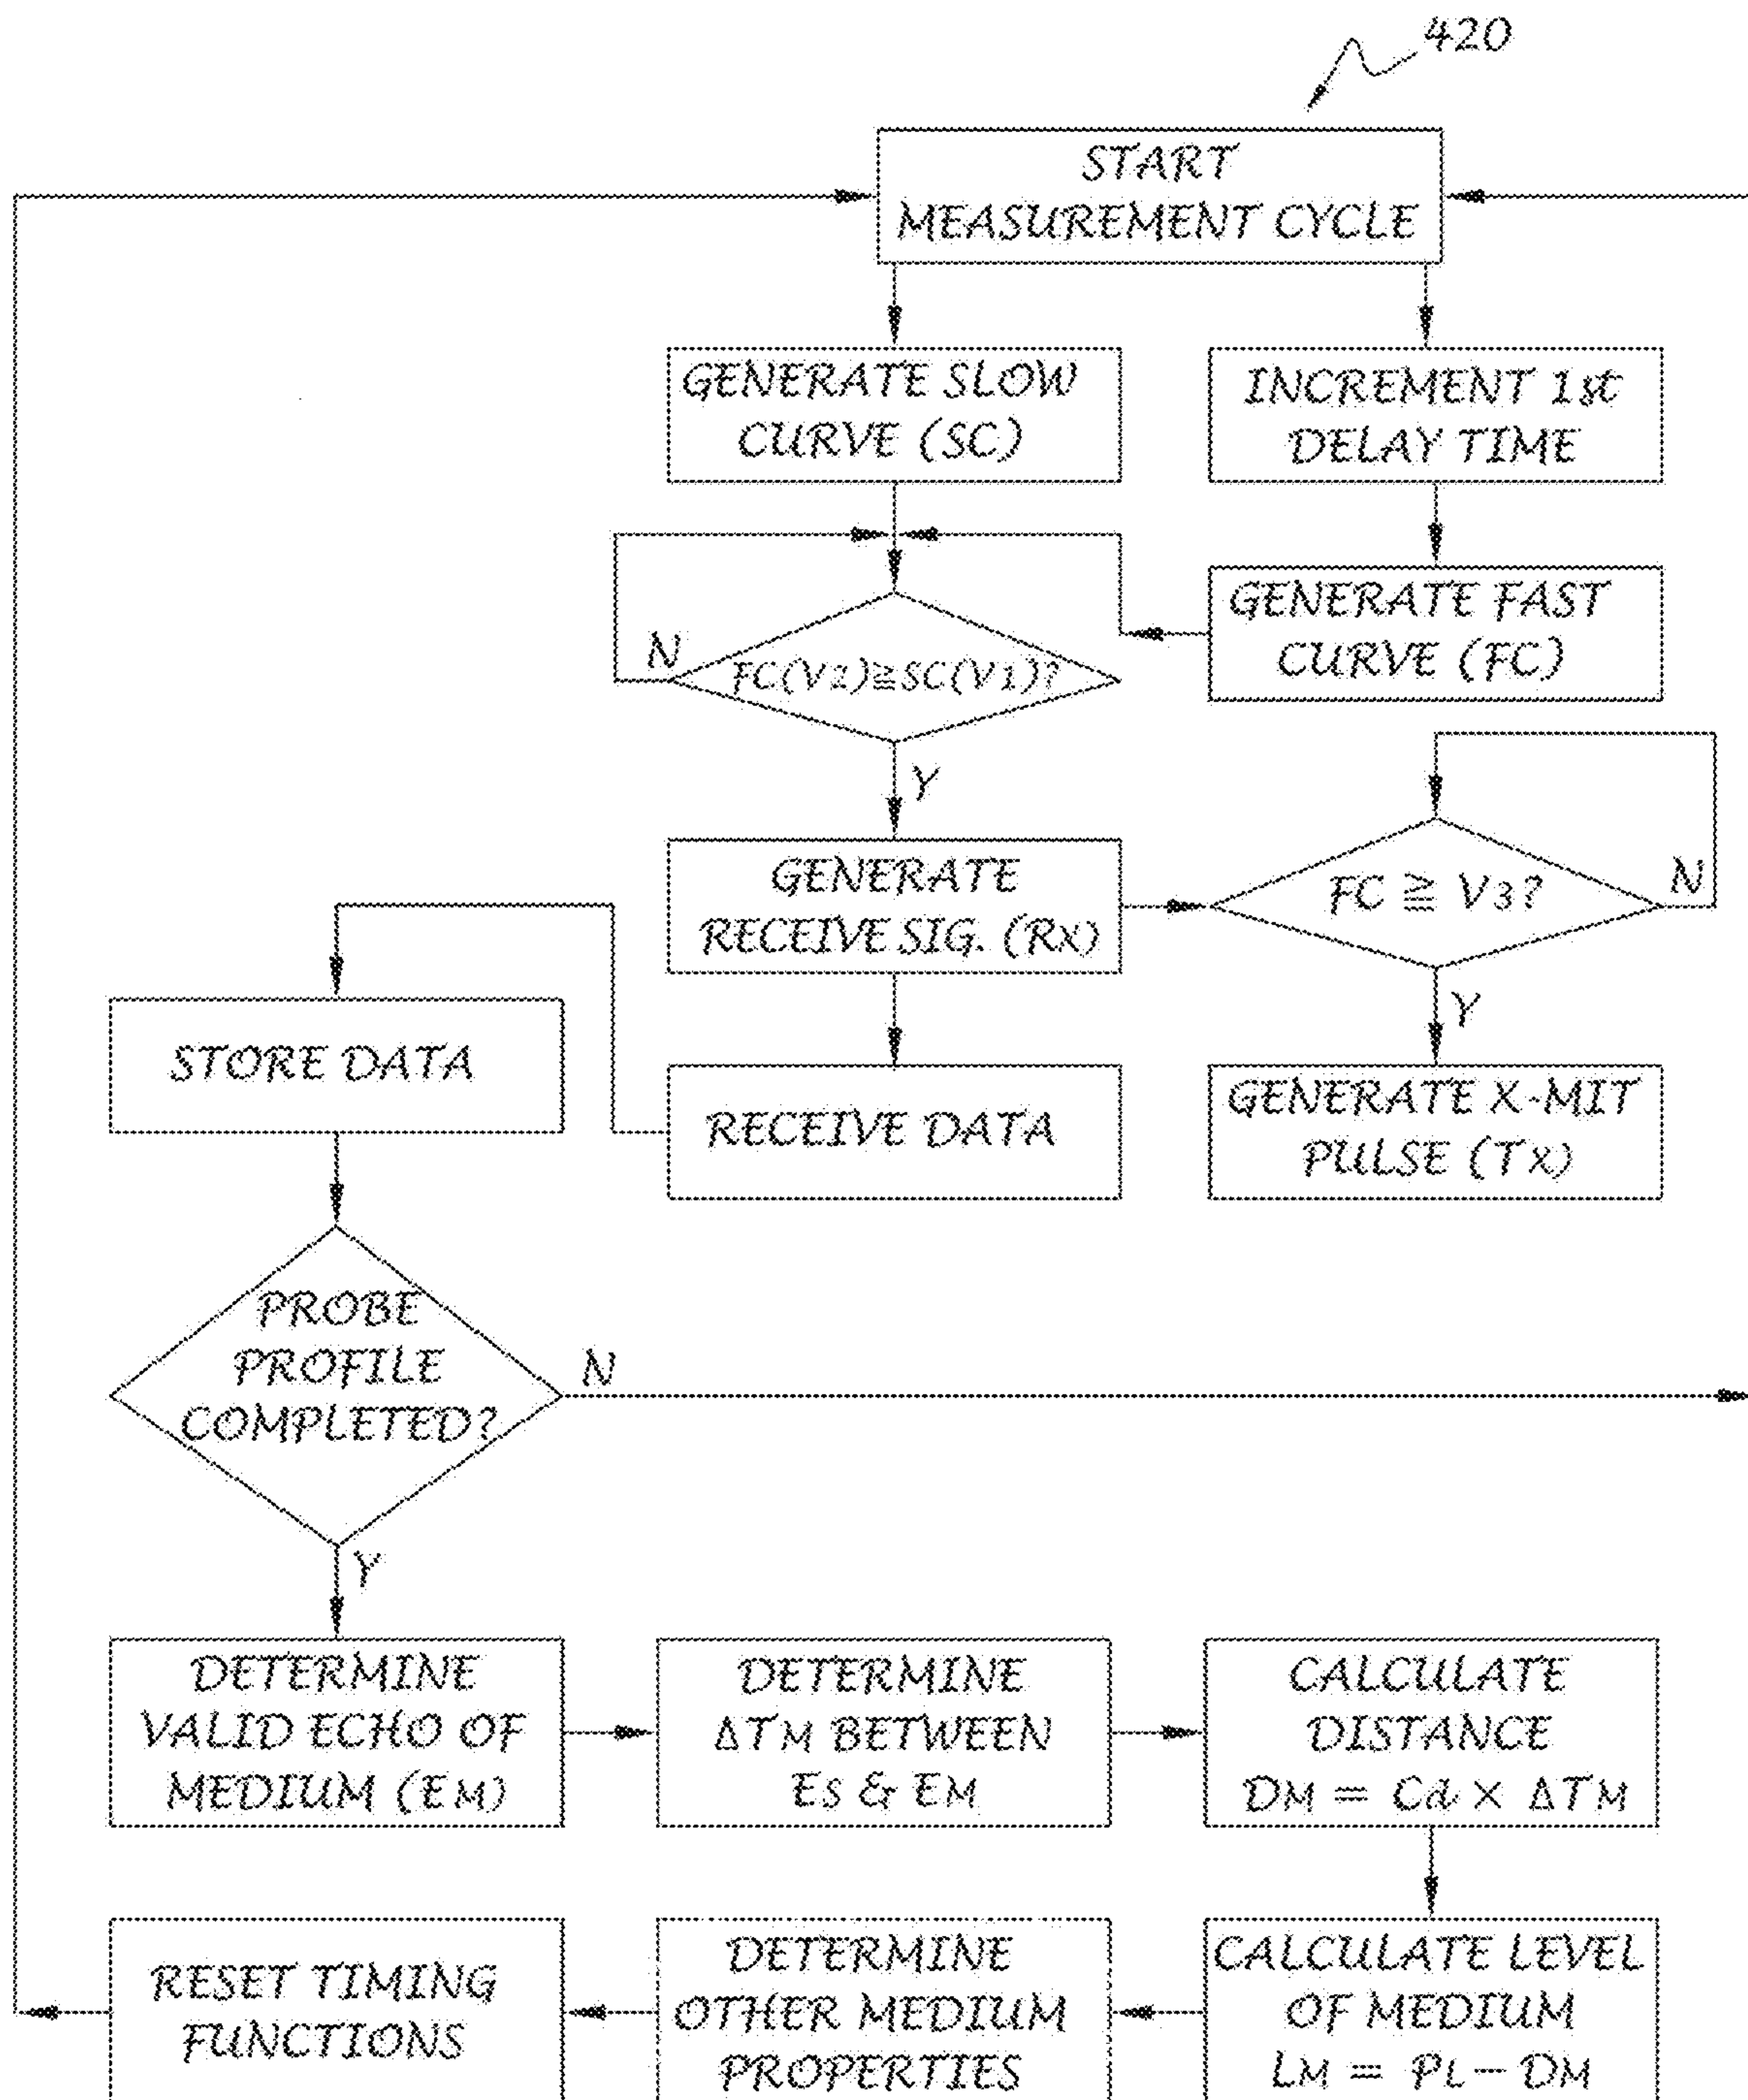 420
START
MEASUREMENT CYCLE
GENERATE SLOW
CURVE (SC)
INCREMENT 1st
DELAY TIME
GENERATE FAST
CURVE (FC)
N
FC(V2)≧SC(V1)?
Y
GENERATE
RECEIVE SIG. (RX)
FC ≧ V3?
N
Y
STORE DATA
RECEIVE DATA
GENERATE X-MIT
PULSE (TX)
PROBE
PROFILE
COMPLETED?
N
Y
DETERMINE
VALID ECHO OF
MEDIUM (EM)
DETERMINE
ΔTM BETWEEN
ES & EM
CALCULATE
DISTANCE
DM = Cd × ΔTM
RESET TIMING
FUNCTIONS
DETERMINE
OTHER MEDIUM
PROPERTIES
CALCULATE LEVEL
OF MEDIUM
LM = PL - DM